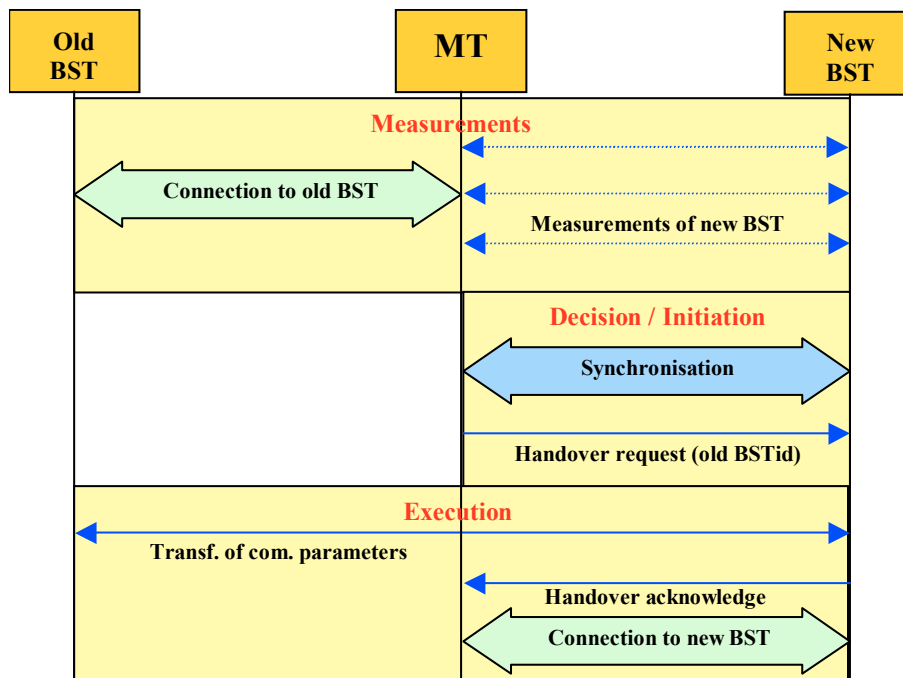 Old
BST
MT
New
BST
Measurements
Connection to old BST
Measurements of new BST
Decision / Initiation
Synchronisation
Handover request (old BSTid)
Execution
Transf. of com. parameters
Handover acknowledge
Connection to new BST